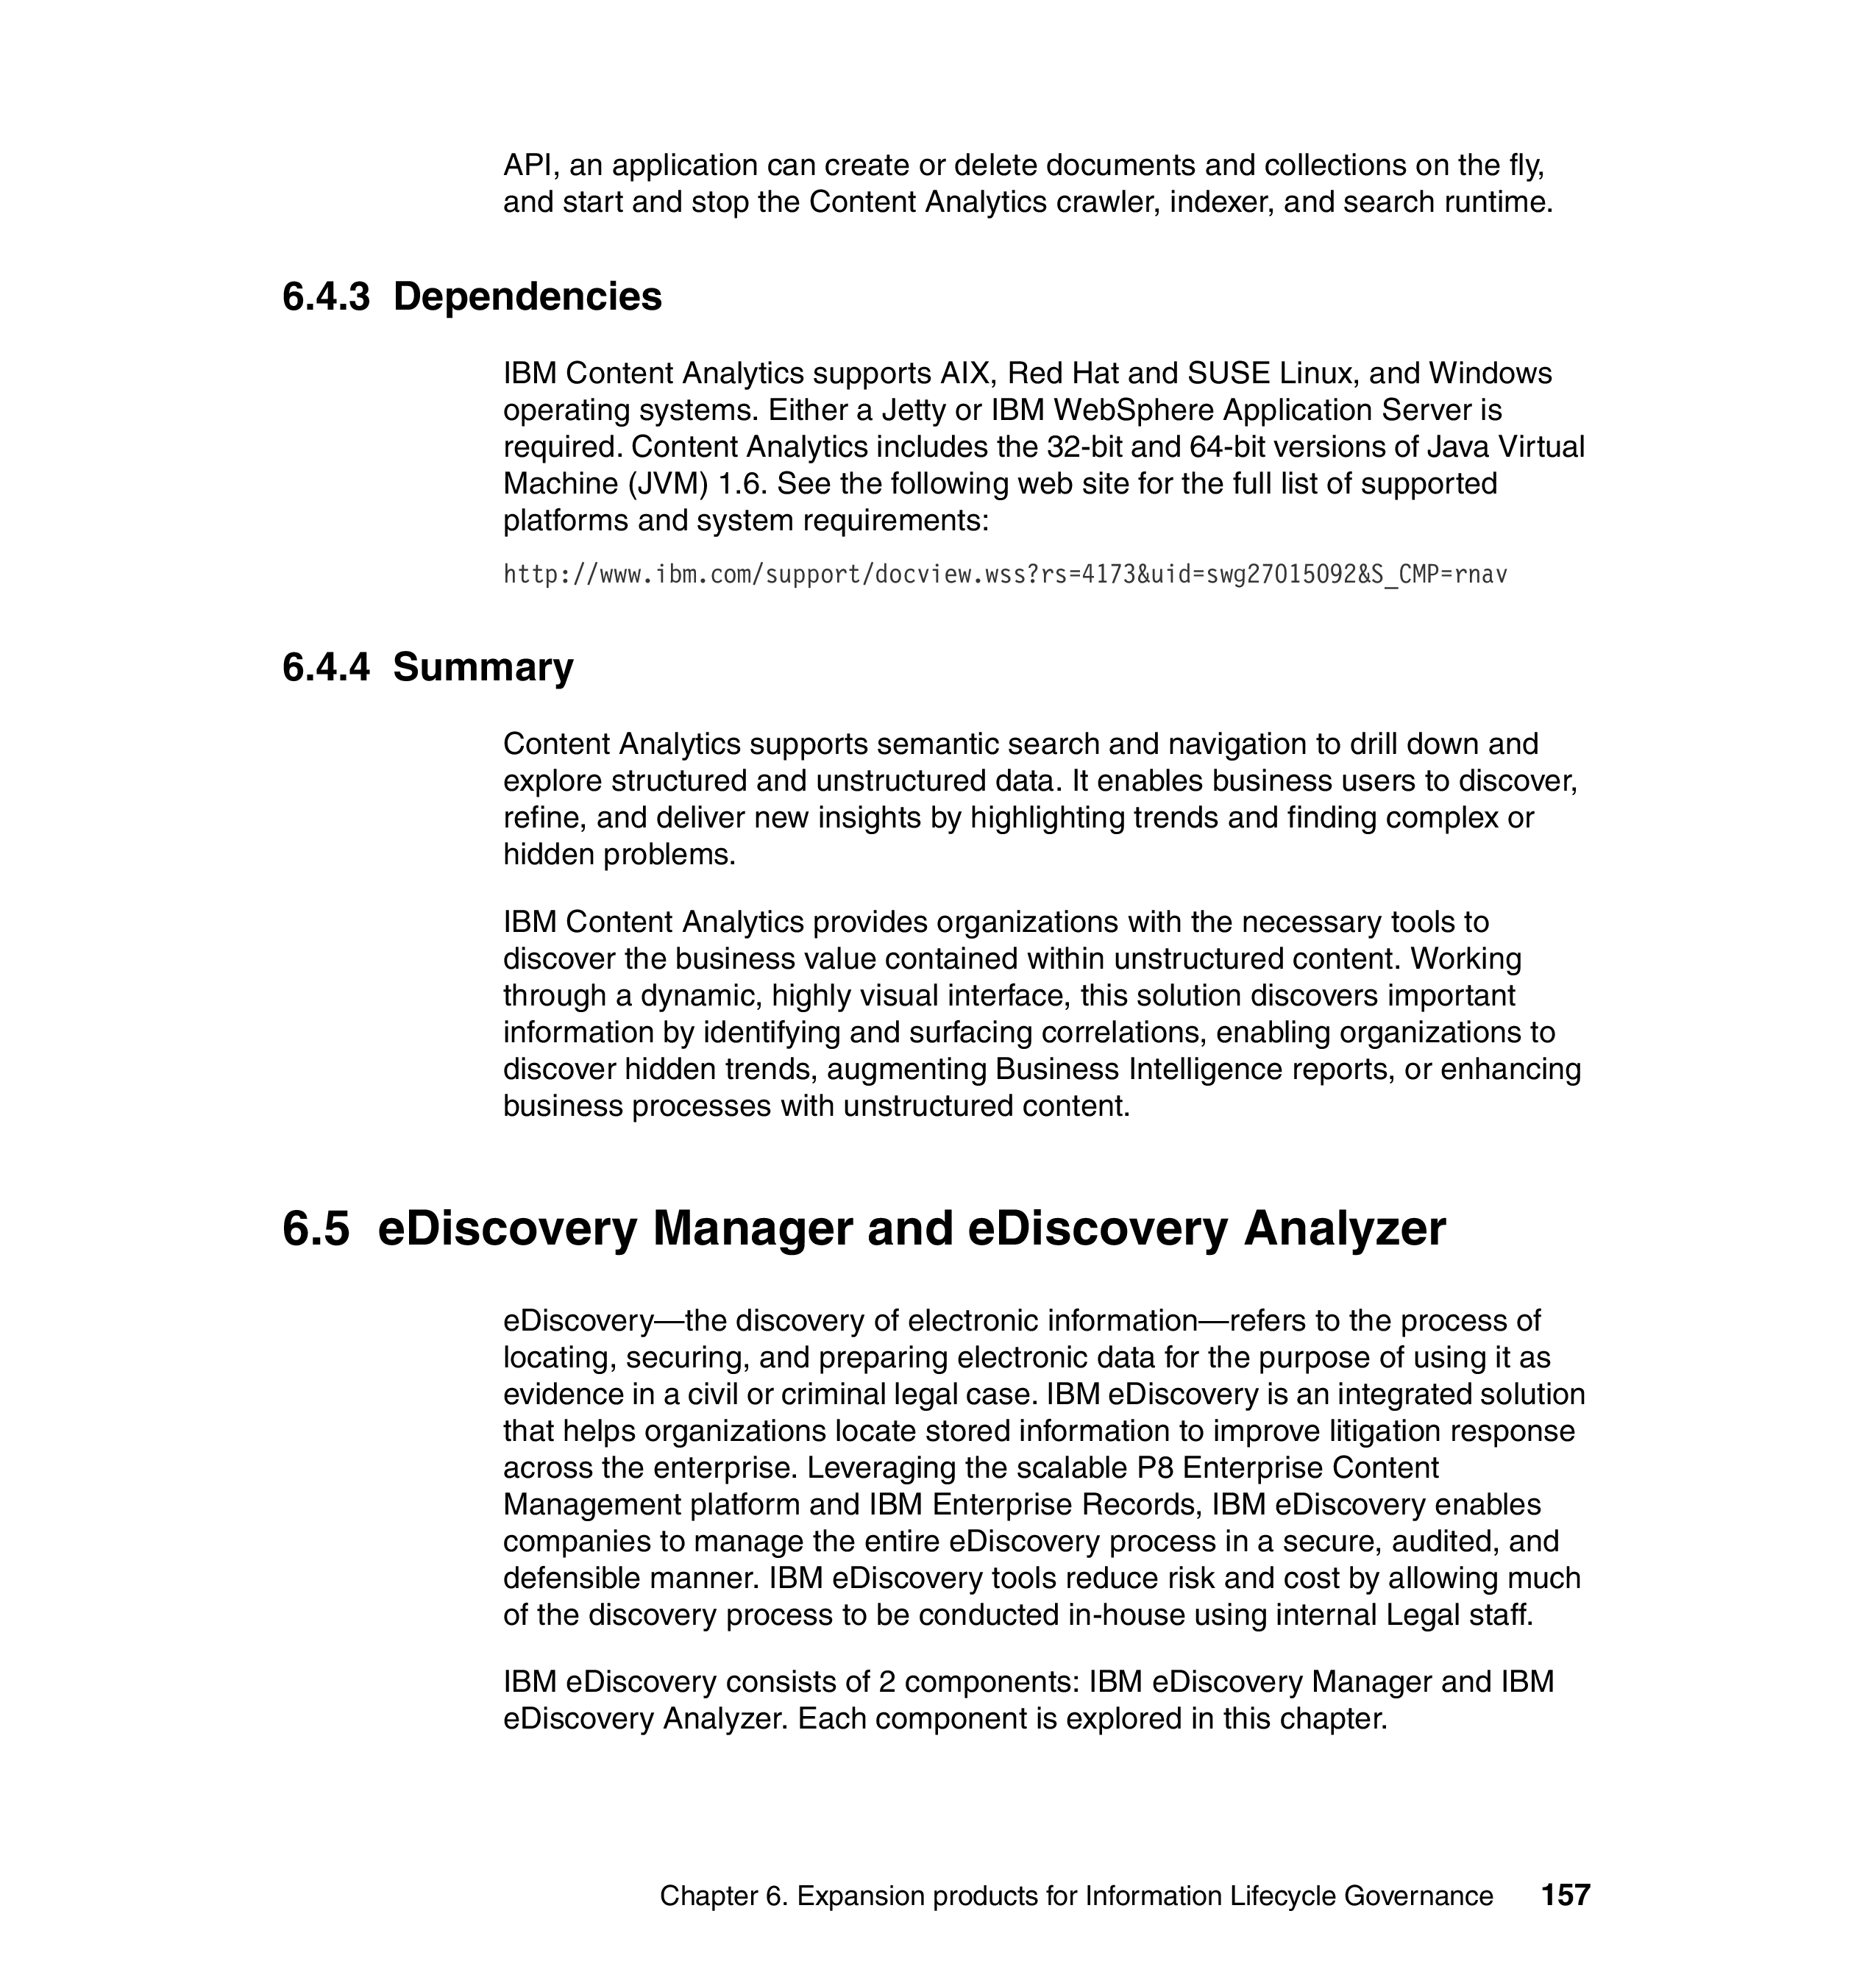 API, an application can create or delete documents and collections on the fly,
and start and stop the Content Analytics crawler, indexer, and search runtime.
6.4.3 Dependencies
IBM Content Analytics supports AIX, Red Hat and SUSE Linux, and Windows
operating systems. Either a Jetty or IBM WebSphere Application Server is
required. Content Analytics includes the 32-bit and 64-bit versions of Java Virtual
Machine (JVM) 1.6. See the following web site for the full list of supported
platforms and system requirements:
http://www.ibm.com/support/docview.wss?rs=4173&uid=swg27015092&S_CMP=rnav
6.4.4 Summary
Content Analytics supports semantic search and navigation to drill down and
explore structured and unstructured data. It enables business users to discover,
refine, and deliver new insights by highlighting trends and finding complex or
hidden problems.
IBM Content Analytics provides organizations with the necessary tools to
discover the business value contained within unstructured content. Working
through a dynamic, highly visual interface, this solution discovers important
information by identifying and surfacing correlations, enabling organizations to
discover hidden trends, augmenting Business Intelligence reports, or enhancing
business processes with unstructured content.
6.5 eDiscovery Manager and eDiscovery Analyzer
eDiscovery—the discovery of electronic information—refers to the process of
locating, securing, and preparing electronic data for the purpose of using it as
evidence in a civil or criminal legal case. IBM eDiscovery is an integrated solution
that helps organizations locate stored information to improve litigation response
across the enterprise. Leveraging the scalable P8 Enterprise Content
Management platform and IBM Enterprise Records, IBM eDiscovery enables
companies to manage the entire eDiscovery process in a secure, audited, and
defensible manner. IBM eDiscovery tools reduce risk and cost by allowing much
of the discovery process to be conducted in-house using internal Legal staff.
IBM eDiscovery consists of 2 components: IBM eDiscovery Manager and IBM
eDiscovery Analyzer. Each component is explored in this chapter.
Chapter 6. Expansion products for Information Lifecycle Governance 157